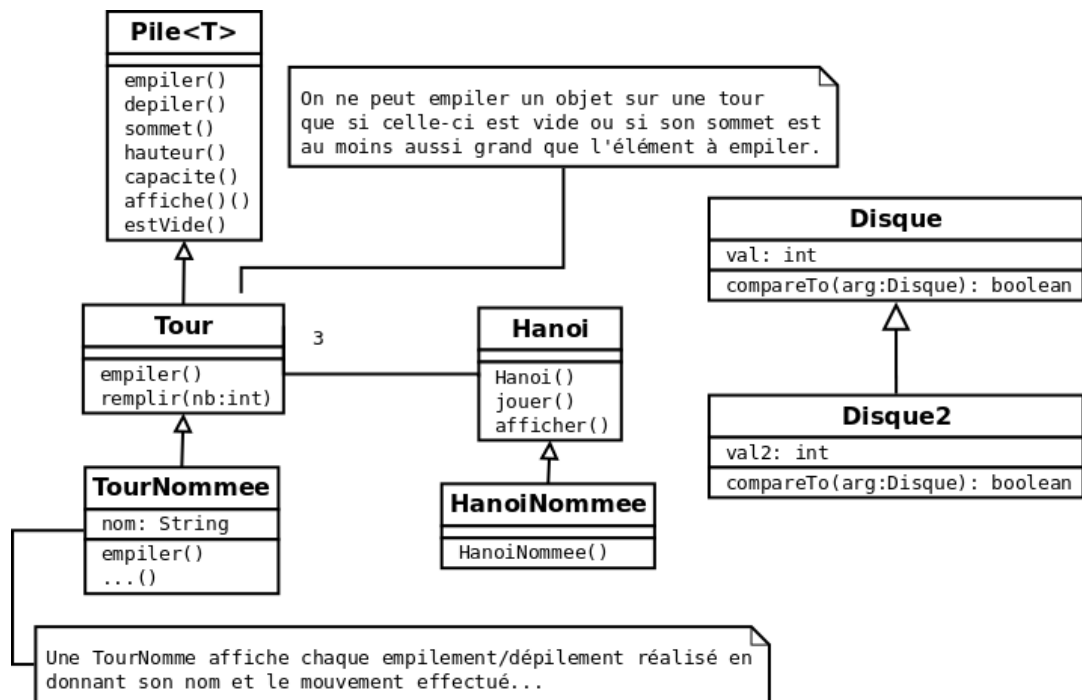 Pile<T>
empiler()
depiler()
sommet()
hauteur()
capacite()
affiche()()
estVide()
On ne peut empiler un objet sur une tour
que si celle-ci est vide ou si son sommet est
au moins aussi grand que l'élément à empiler.
Disque
val: int
compareTo(arg:Disque): boolean
Tour
empiler()
remplir(nb:int)
3
Hanoi
Hanoi()
jouer()
afficher()
Disque2
val2: int
compareTo(arg:Disque): boolean
TourNommee
nom: String
empiler()
...()
HanoiNommee
HanoiNommee()
Une TourNomme affiche chaque empilement/dépilement réalisé en
donnant son nom et le mouvement effectué...